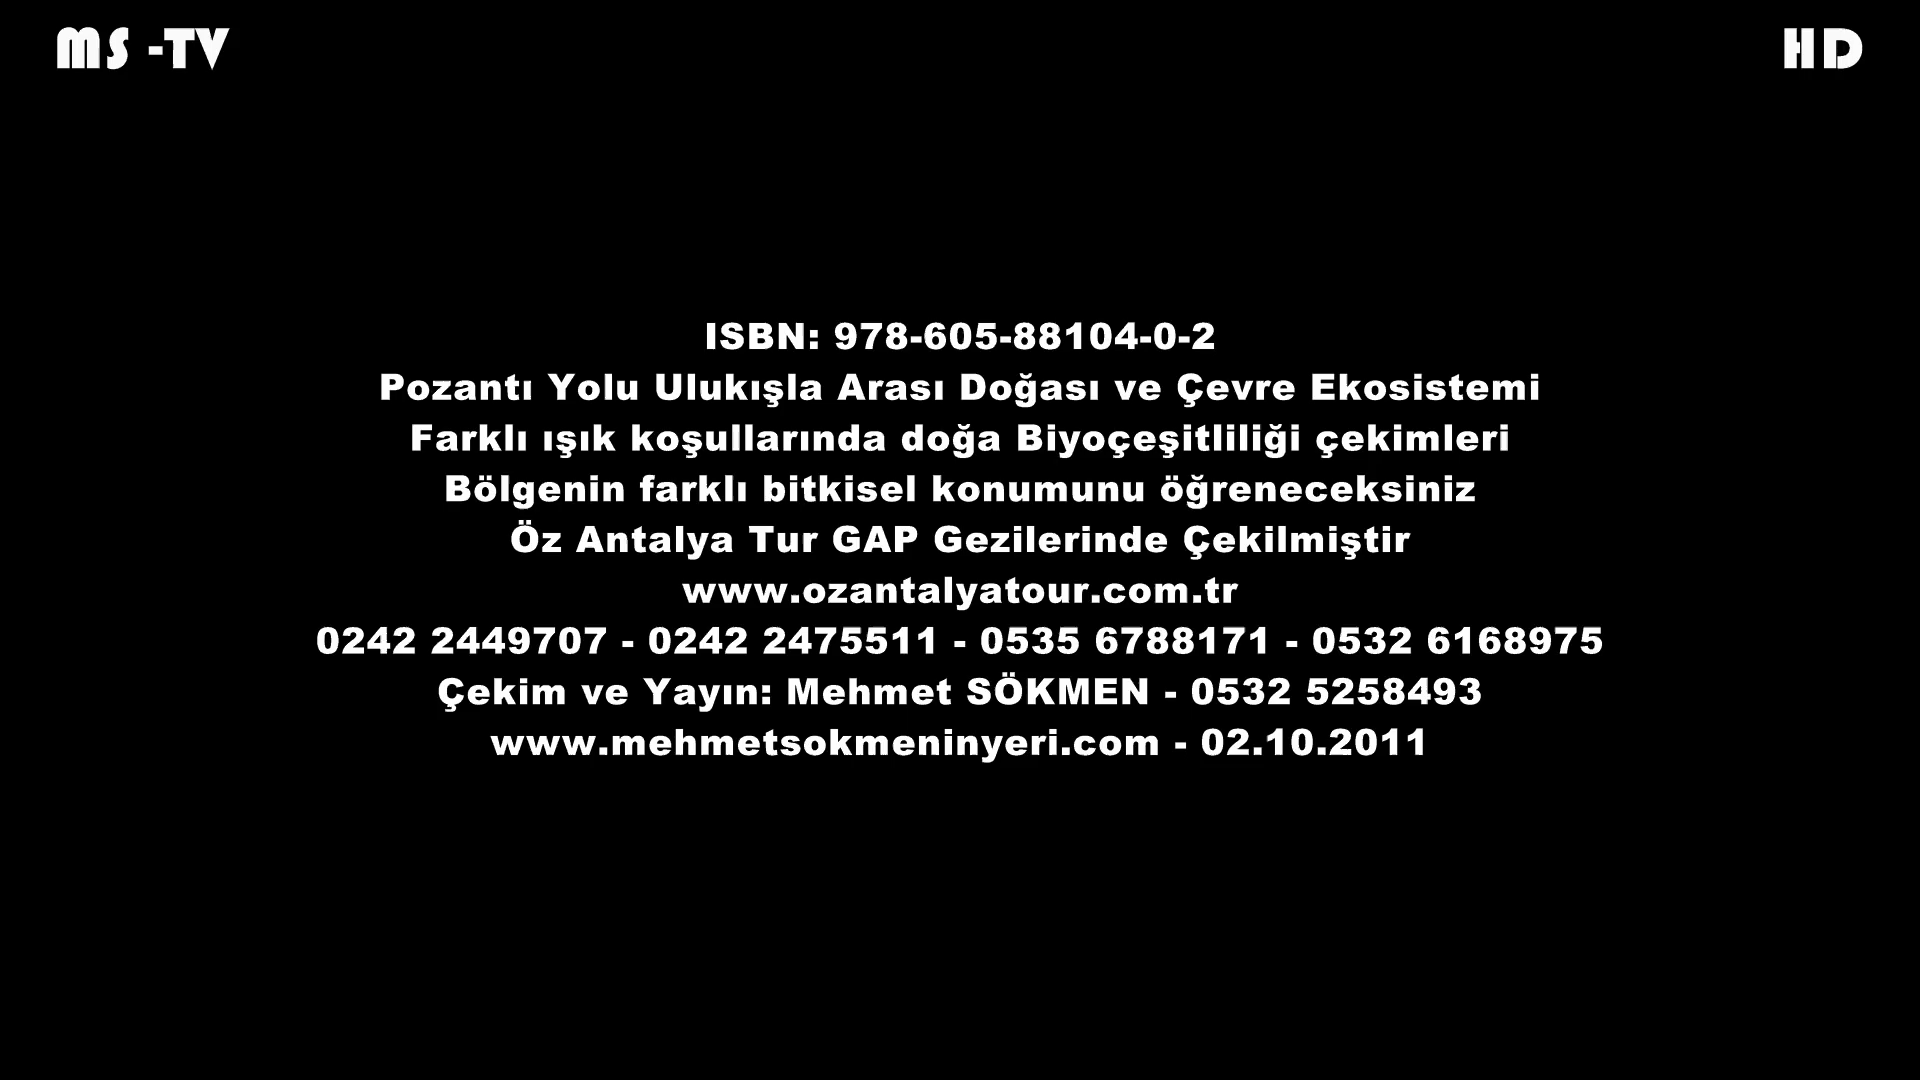 MS -TV
HD
ISBN: 978-605-88104-0-2
Pozantı Yolu Ulukışla Arası Doğası ve Çevre Ekosistemi
Farklı ışık koşullarında doğa Biyoçeşitliliği çekimleri
Bölgenin farklı bitkisel konumunu öğreneceksiniz
Öz Antalya Tur GAP Gezilerinde Çekilmiştir
www.ozantalyatour.com.tr
0242 2449707 - 0242 2475511 - 0535 6788171 - 0532 6168975
Çekim ve Yayın: Mehmet SÖKMEN - 0532 5258493
www.mehmetsokmeninyeri.com - 02.10.2011